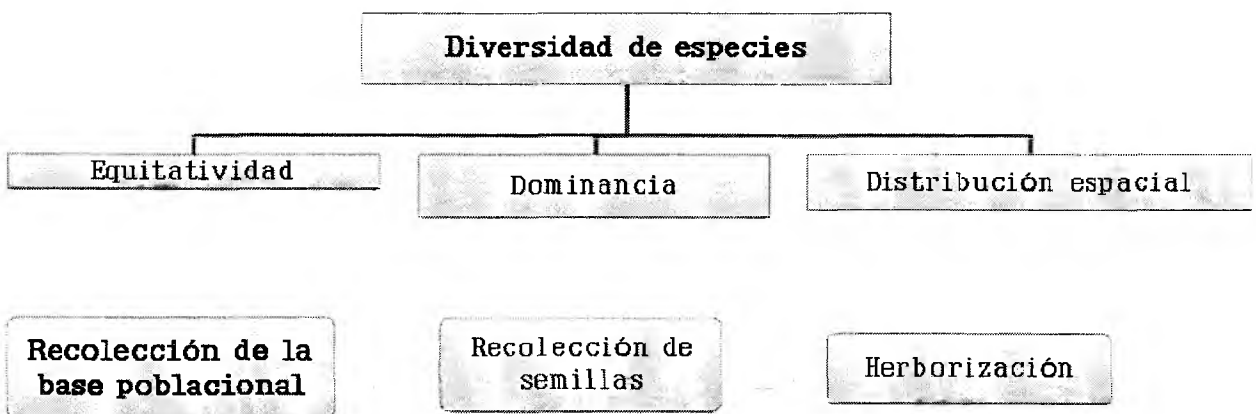 Diversidad de especies
Equitatividad
Dominancia
Distribución espacial
Recolección de la
base poblacional
Recolección de
semillas
Herborización